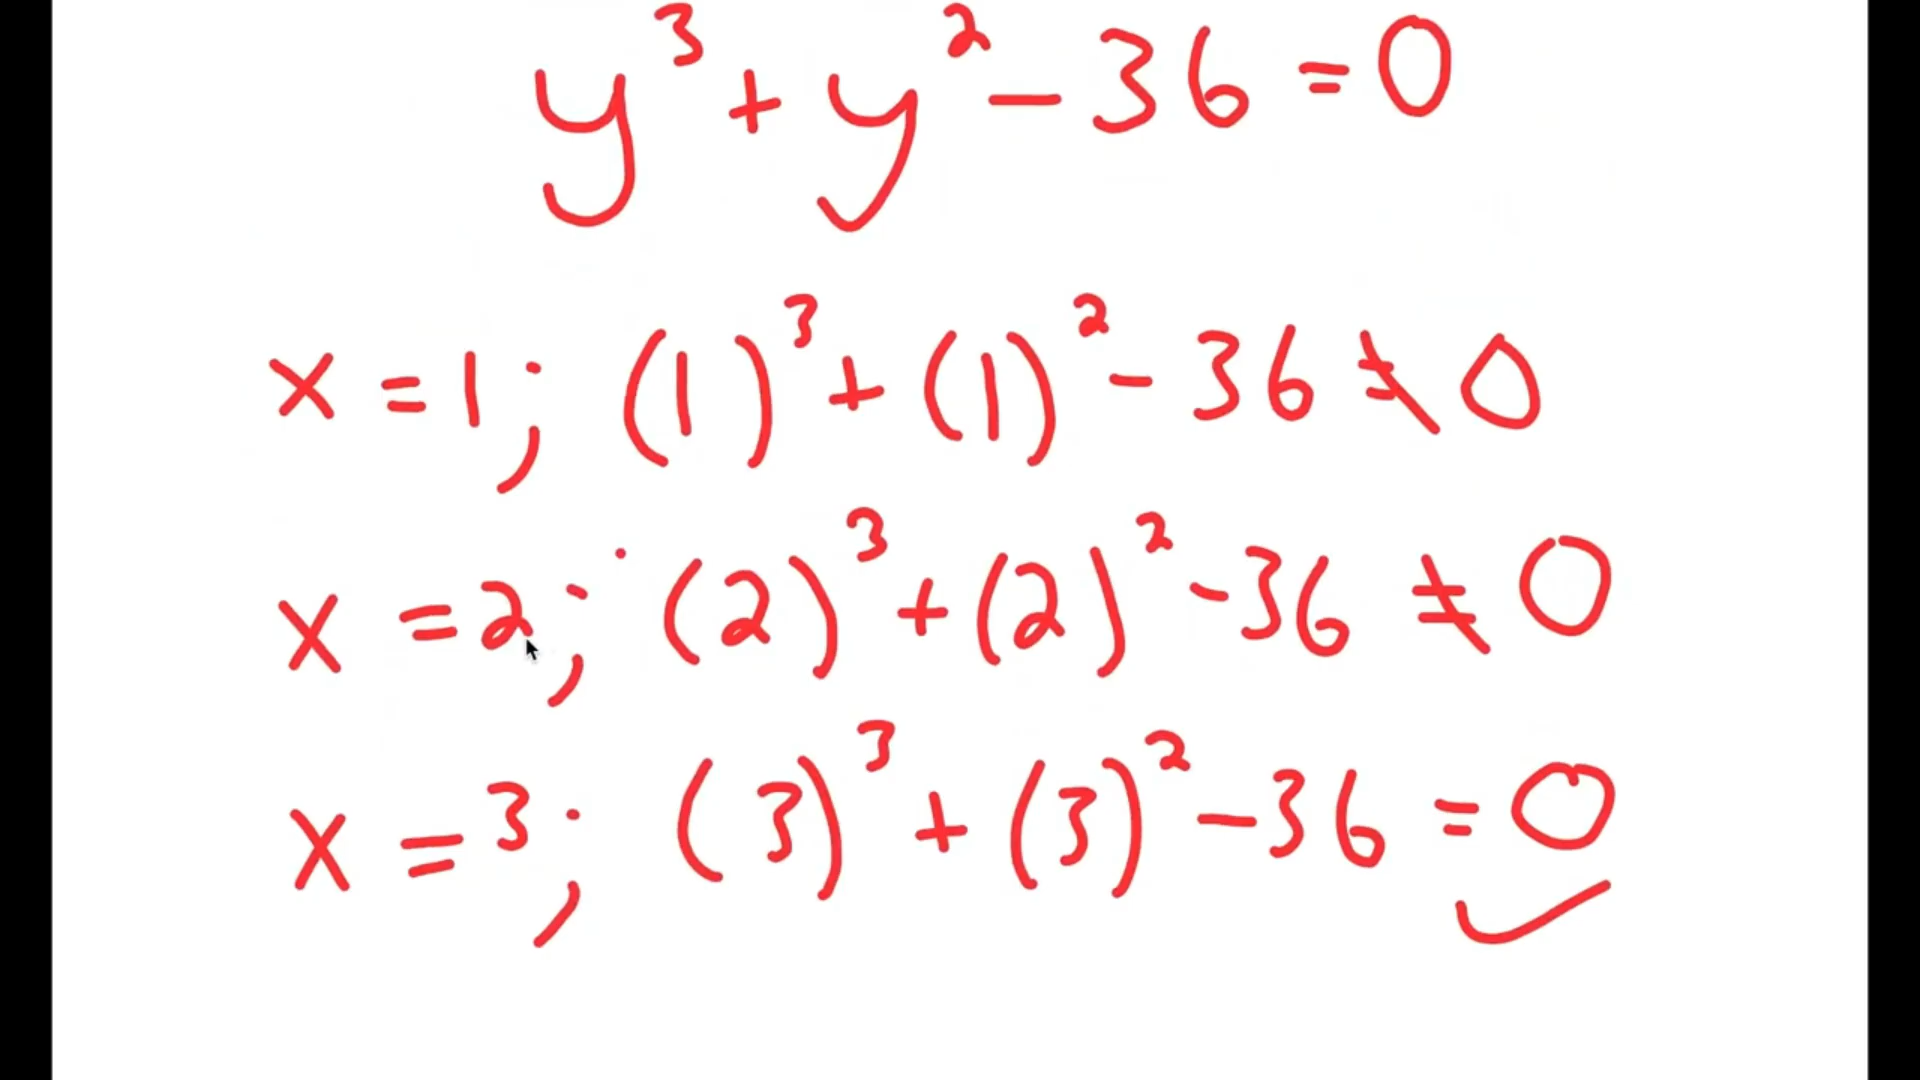 y³ + y² - 36 = 0
x = 1; (1)³ + (1)² - 36 ≠ 0
x = 2; (2)³ + (2)² - 36 ≠ 0
x = 3; (3)³ + (3)² - 36 = 0